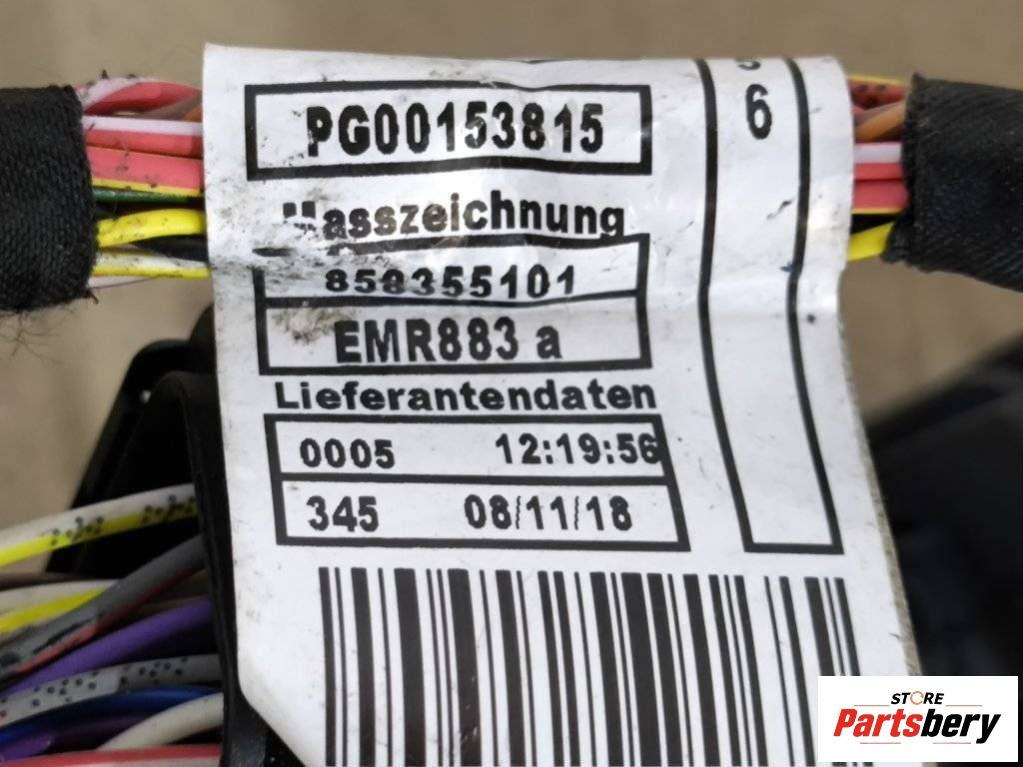 PG00153815
6
Masszeichnung
858355101
EMR883 a
Lieferantendaten
0005 12:19:56
345 08/11/18
STORE
Partsbery